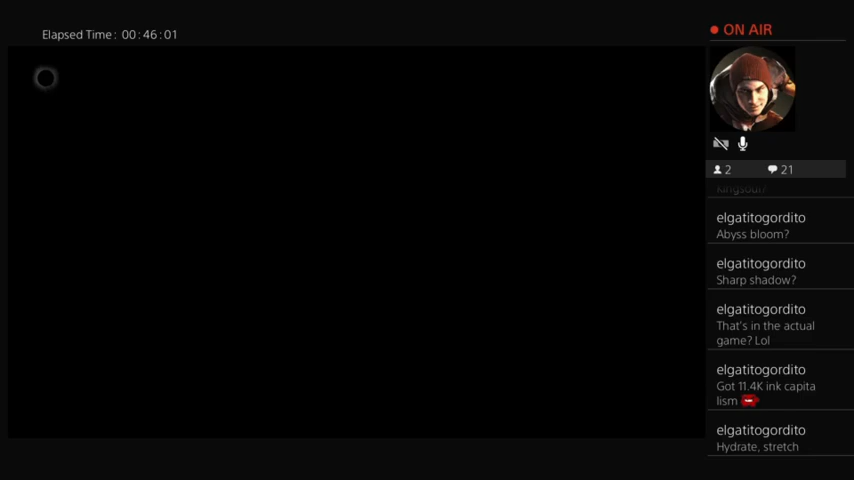 Elapsed Time: 00:46:01
ON AIR
2
21
kingsoul?
elgatitogordito
Abyss bloom?
elgatitogordito
Sharp shadow?
elgatitogordito
That's in the actual
game? Lol
elgatitogordito
Got 11.4K ink capita
lism
elgatitogordito
Hydrate, stretch